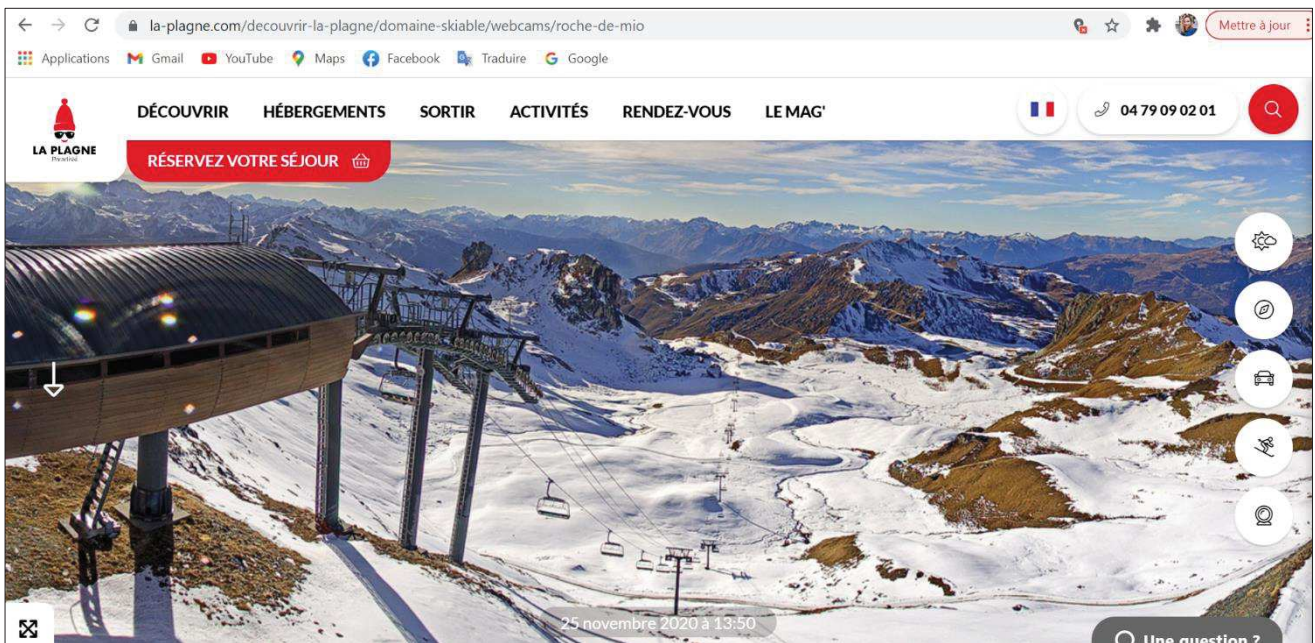 la-plagne.com/decouvrir-la-plagne/domaine-skiable/webcams/roche-de-mio
Mettre à jour
Applications Gmail YouTube Maps Facebook Traduire Google
DÉCOUVRIR HÉBERGEMENTS SORTIR ACTIVITÉS RENDEZ-VOUS LE MAG' 04 79 09 02 01
LA PLAGNE
RÉSERVEZ VOTRE SÉJOUR
25 novembre 2020 à 13:50
Une question ?